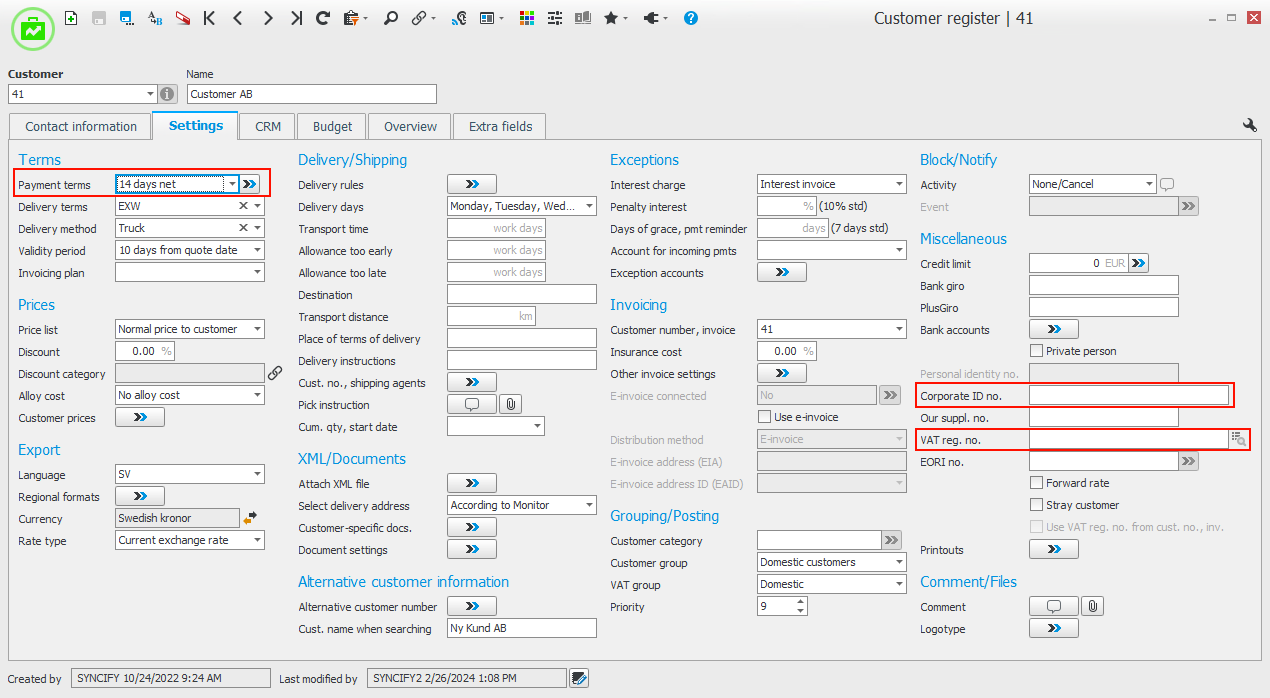 Customer register | 41
Customer
Name
41
Customer AB
Contact information
Settings
CRM
Budget
Overview
Extra fields
Terms
Payment terms 14 days net
Delivery terms EXW
Delivery method Truck
Validity period 10 days from quote date
Invoicing plan
Prices
Price list Normal price to customer
Discount 0.00 %
Discount category
Alloy cost No alloy cost
Customer prices
Export
Language SV
Regional formats
Currency Swedish kronor
Rate type Current exchange rate
Delivery/Shipping
Delivery rules
Delivery days Monday, Tuesday, Wed...
Transport time work days
Allowance too early work days
Allowance too late work days
Destination
Transport distance km
Place of terms of delivery
Delivery instructions
Cust. no., shipping agents
Pick instruction
Cum. qty, start date
XML/Documents
Attach XML file
Select delivery address According to Monitor
Customer-specific docs.
Document settings
Alternative customer information
Alternative customer number
Cust. name when searching Ny Kund AB
Exceptions
Interest charge Interest invoice
Penalty interest % (10% std)
Days of grace, pmt reminder days (7 days std)
Account for incoming pmts
Exception accounts
Invoicing
Customer number, invoice 41
Insurance cost 0.00 %
Other invoice settings
E-invoice connected No
Use e-invoice
Distribution method E-invoice
E-invoice address (EIA)
E-invoice address ID (EAID)
Grouping/Posting
Customer category
Customer group Domestic customers
VAT group Domestic
Priority 9
Block/Notify
Activity None/Cancel
Event
Miscellaneous
Credit limit 0 EUR
Bank giro
PlusGiro
Bank accounts
Private person
Personal identity no.
Corporate ID no.
Our suppl. no.
VAT reg. no.
EORI no.
Forward rate
Stray customer
Use VAT reg. no. from cust. no., inv.
Printouts
Comment/Files
Comment
Logotype
Created by SYNCIFY 10/24/2022 9:24 AM Last modified by SYNCIFY2 2/26/2024 1:08 PM